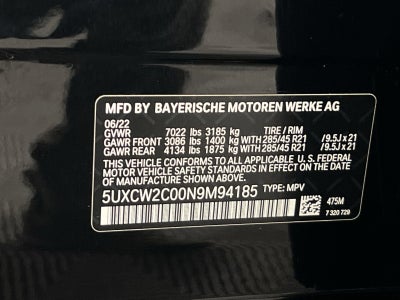 MFD BY BAYERISCHE MOTOREN WERKE AG
06/22
GVWR 7022 lb 3185 kg TIRE / RIM
GAWR FRONT 3086 lb 1400 kg WITH 285/45 R21 /9.5J x 21
GAWR REAR 4134 lb 1875 kg WITH 285/45 R21 /9.5J x 21
THIS VEHICLE CONFORMS TO ALL APPLICABLE U.S. FEDERAL
MOTOR VEHICLE SAFETY STANDARDS IN EFFECT ON THE DATE OF MANUFACTURE SHOWN ABOVE.
5UXCW2C00N9M94185 TYPE: MPV
475M
7 320 729